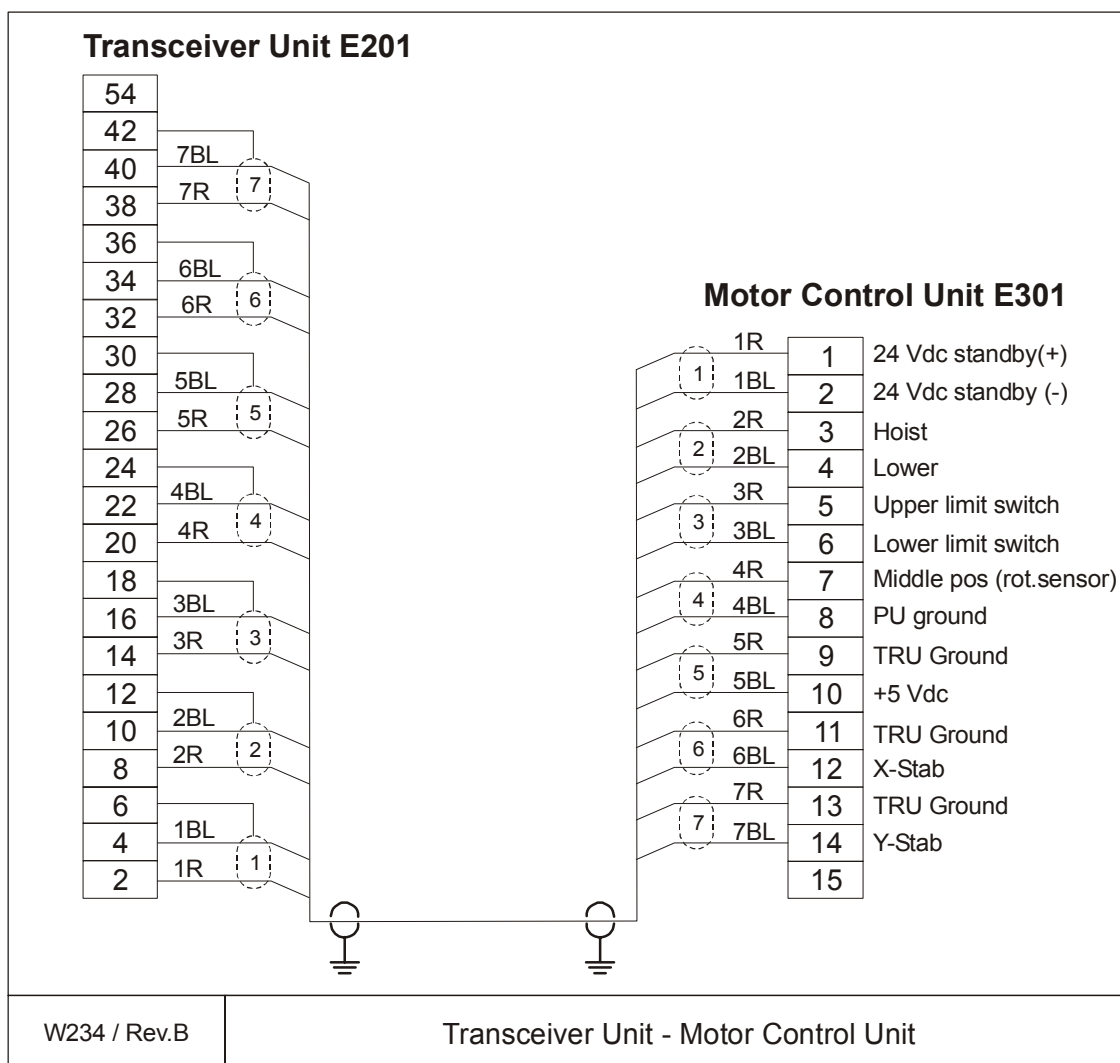 Transceiver Unit E201
54
42
7BL
40
7
7R
38
36
6BL
34
6
6R
32
30
5BL
28
5
5R
26
24
4BL
22
4
4R
20
18
3BL
16
3
3R
14
12
2BL
10
2
2R
8
6
1BL
4
1
1R
2
Motor Control Unit E301
1R
1
24 Vdc standby(+)
1
1BL
2
24 Vdc standby (-)
2R
3
Hoist
2
2BL
4
Lower
3R
5
Upper limit switch
3
3BL
6
Lower limit switch
4R
7
Middle pos (rot.sensor)
4
4BL
8
PU ground
5R
9
TRU Ground
5
5BL
10
+5 Vdc
6R
11
TRU Ground
6
6BL
12
X-Stab
7R
13
TRU Ground
7
7BL
14
Y-Stab
15
W234 / Rev.B
Transceiver Unit - Motor Control Unit